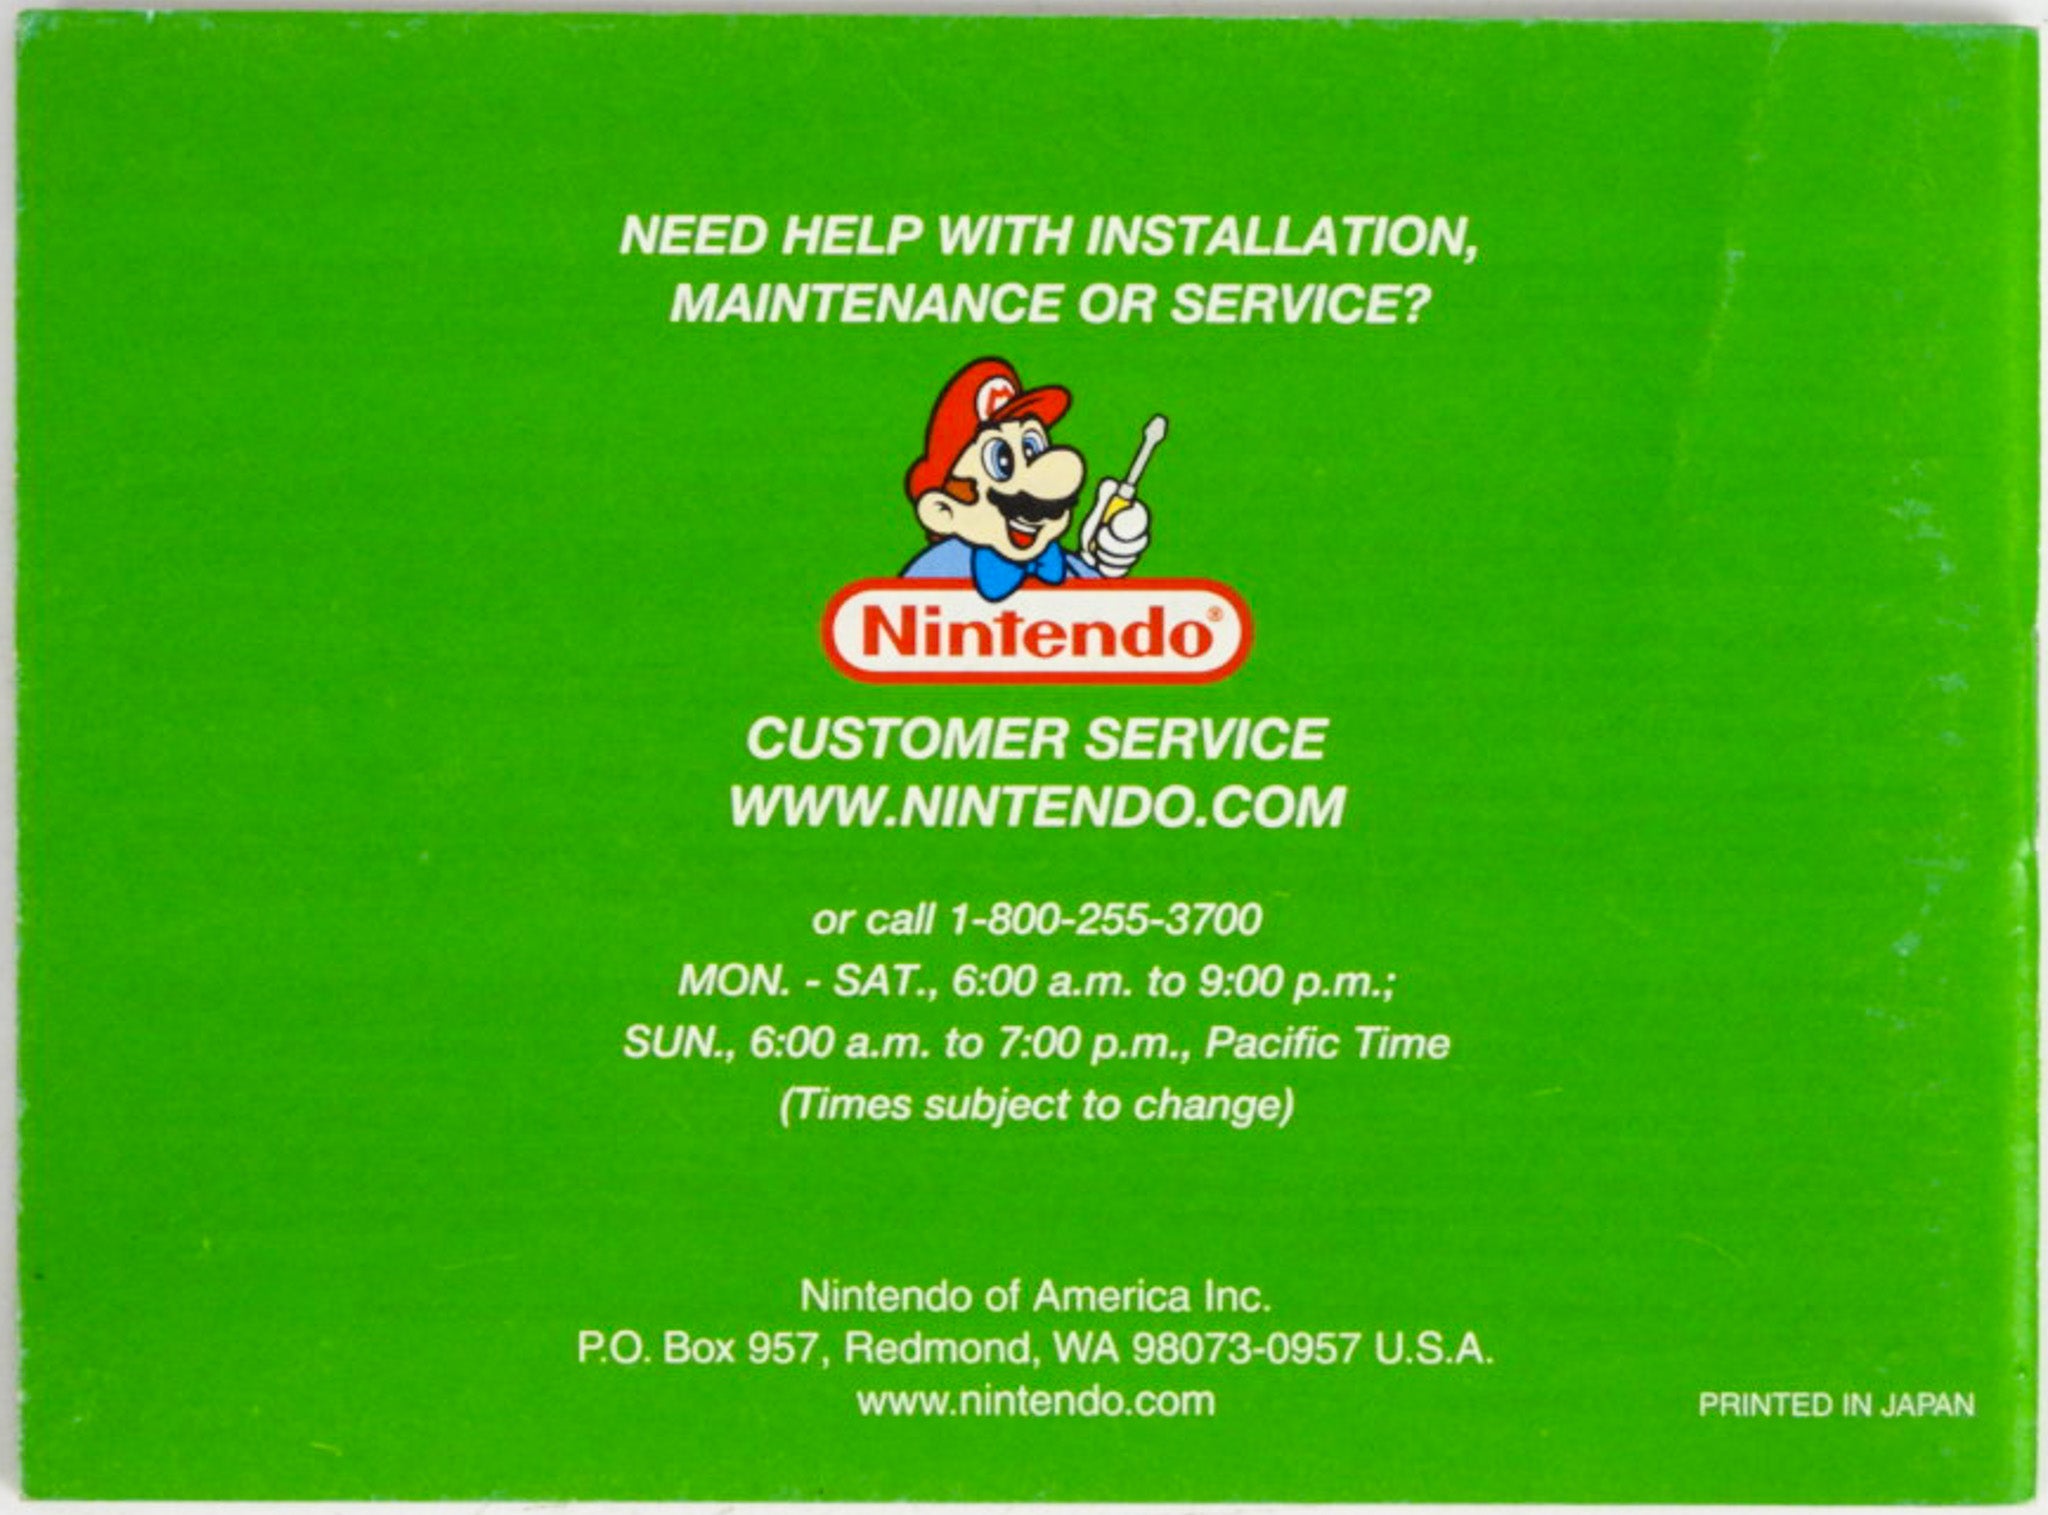 NEED HELP WITH INSTALLATION,
MAINTENANCE OR SERVICE?
M
Nintendo®
CUSTOMER SERVICE
WWW.NINTENDO.COM
or call 1-800-255-3700
MON. - SAT., 6:00 a.m. to 9:00 p.m.;
SUN., 6:00 a.m. to 7:00 p.m., Pacific Time
(Times subject to change)
Nintendo of America Inc.
P.O. Box 957, Redmond, WA 98073-0957 U.S.A.
www.nintendo.com
PRINTED IN JAPAN